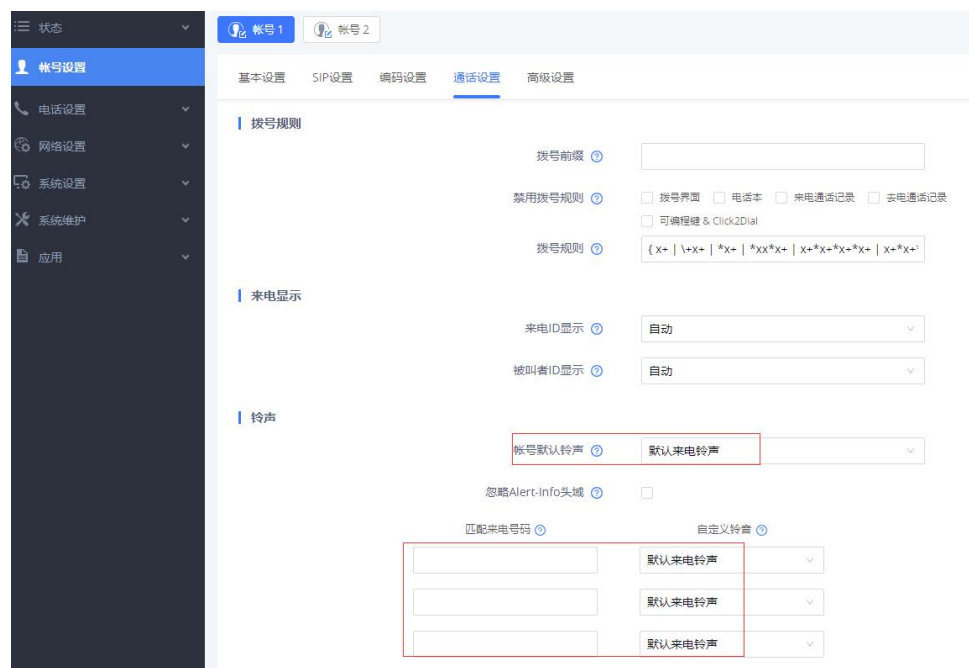 状态
帐号设置
电话设置
网络设置
系统设置
系统维护
应用
帐号 1
帐号 2
基本设置 SIP设置 编码设置 通话设置 高级设置
拨号规则
拨号前缀
禁用拨号规则 拨号界面 电话本 来电通话记录 去电通话记录
可编程键 & Click2Dial
拨号规则 { x+ | \+x+ | *x+ | *xx*x+ | x+*x+*x+*x+ | x+*x+*
来电显示
来电ID显示 自动
被叫者ID显示 自动
铃声
帐号默认铃声 默认来电铃声
忽略Alert-Info头域
匹配来电号码 自定义铃音
默认来电铃声
默认来电铃声
默认来电铃声